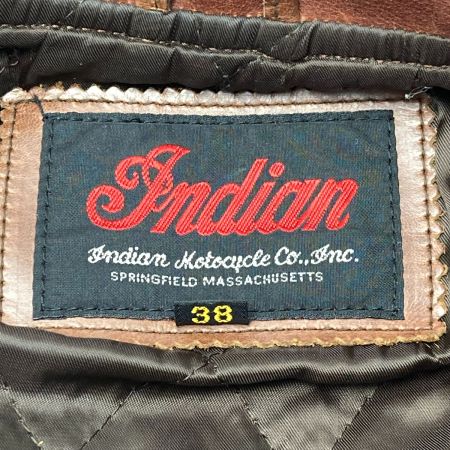 Indian
Indian Motocycle Co., Inc.
SPRINGFIELD MASSACHUSETTS
38